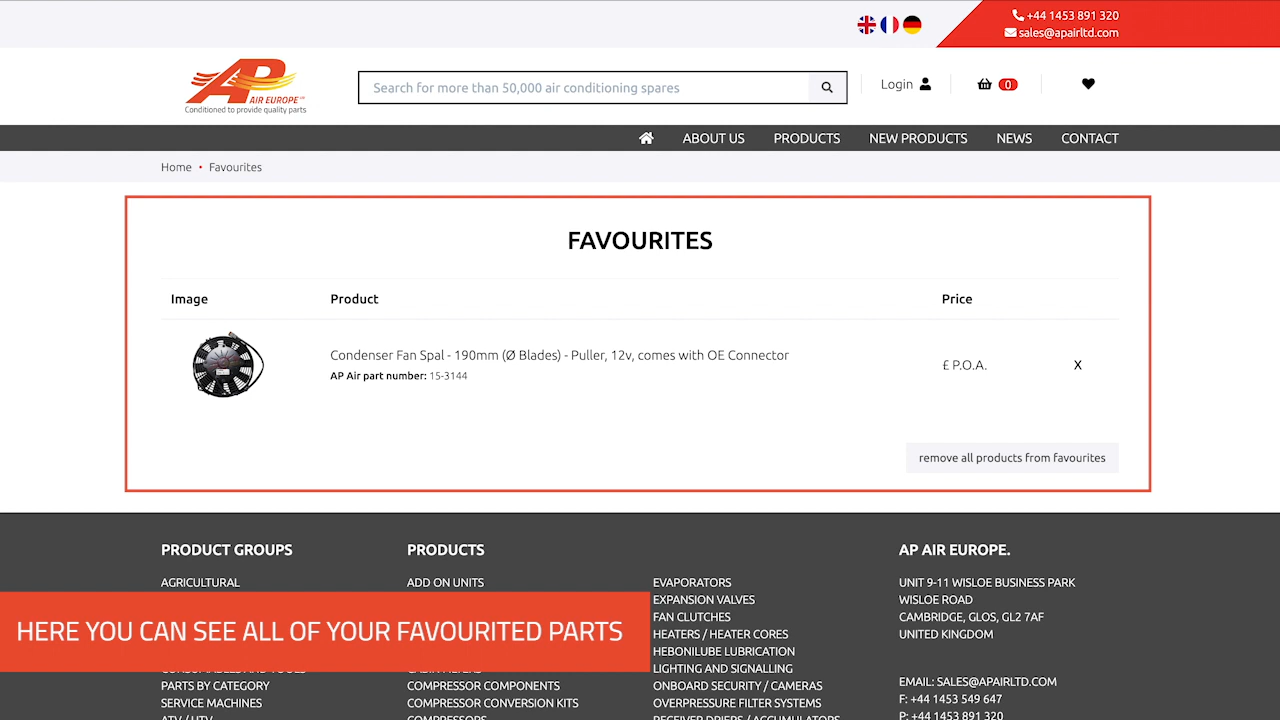 +44 1453 891 320
sales@apairltd.com
AP
AIR EUROPE
Conditioned to provide quality parts
Search for more than 50,000 air conditioning spares
Login
0
ABOUT US
PRODUCTS
NEW PRODUCTS
NEWS
CONTACT
Home • Favourites
FAVOURITES
Image
Product
Price
Condenser Fan Spal - 190mm (Ø Blades) - Puller, 12v, comes with OE Connector
AP Air part number: 15-3144
£ P.O.A.
X
remove all products from favourites
PRODUCT GROUPS
AGRICULTURAL
PARTS BY CATEGORY
SERVICE MACHINES
ATV / UTV
PRODUCTS
ADD ON UNITS
COMPRESSOR COMPONENTS
COMPRESSOR CONVERSION KITS
COMPRESSORS
EVAPORATORS
EXPANSION VALVES
FAN CLUTCHES
HEATERS / HEATER CORES
HEBONILUBE LUBRICATION
LIGHTING AND SIGNALLING
ONBOARD SECURITY / CAMERAS
OVERPRESSURE FILTER SYSTEMS
RECEIVER DRIERS / ACCUMULATORS
AP AIR EUROPE.
UNIT 9-11 WISLOE BUSINESS PARK
WISLOE ROAD
CAMBRIDGE, GLOS, GL2 7AF
UNITED KINGDOM
EMAIL: SALES@APAIRLTD.COM
F: +44 1453 549 647
P: +44 1453 891 320
HERE YOU CAN SEE ALL OF YOUR FAVOURITED PARTS